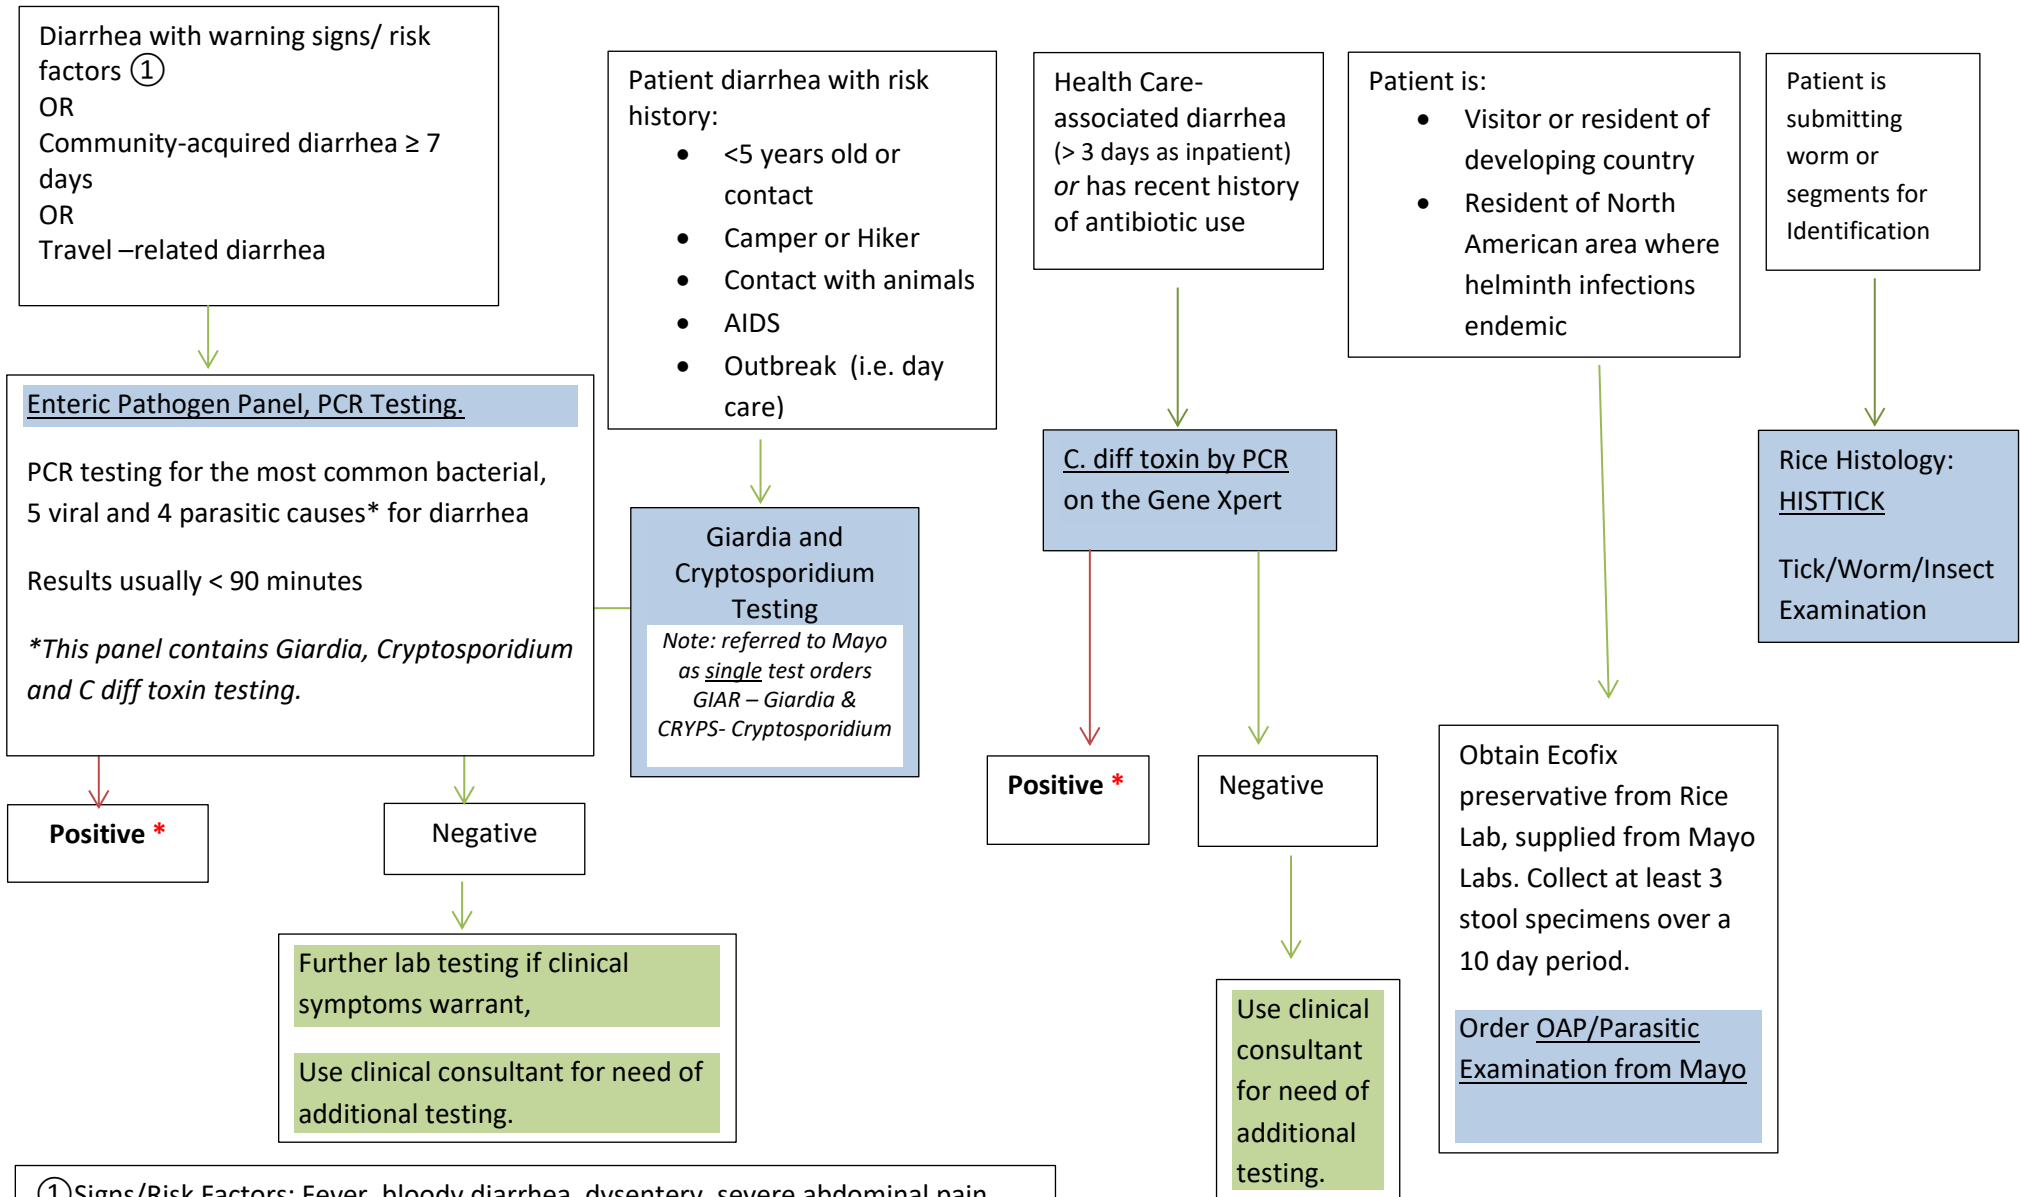 Diarrhea with warning signs/ risk
factors ①
OR
Community-acquired diarrhea ≥ 7
days
OR
Travel –related diarrhea
Patient diarrhea with risk
history:
• <5 years old or
contact
• Camper or Hiker
• Contact with animals
• AIDS
• Outbreak (i.e. day
care)
Health Care-
associated diarrhea
(> 3 days as inpatient)
or has recent history
of antibiotic use
Patient is:
• Visitor or resident of
developing country
• Resident of North
American area where
helminth infections
endemic
Patient is
submitting
worm or
segments for
Identification
Enteric Pathogen Panel, PCR Testing.
PCR testing for the most common bacterial,
5 viral and 4 parasitic causes* for diarrhea
Results usually < 90 minutes
*This panel contains Giardia, Cryptosporidium
and C diff toxin testing.
Giardia and
Cryptosporidium
Testing
Note: referred to Mayo
as single test orders
GIAR – Giardia &
CRYPS- Cryptosporidium
C. diff toxin by PCR
on the Gene Xpert
Rice Histology:
HISTTICK
Tick/Worm/Insect
Examination
Positive *
Negative
Positive *
Negative
Obtain Ecofix
preservative from Rice
Lab, supplied from Mayo
Labs. Collect at least 3
stool specimens over a
10 day period.
Order OAP/Parasitic
Examination from Mayo
Further lab testing if clinical
symptoms warrant,
Use clinical consultant for need of
additional testing.
Use clinical
consultant
for need of
additional
testing.
①Signs/Risk Factors: Fever, bloody diarrhea, dysentery, severe abdominal pain